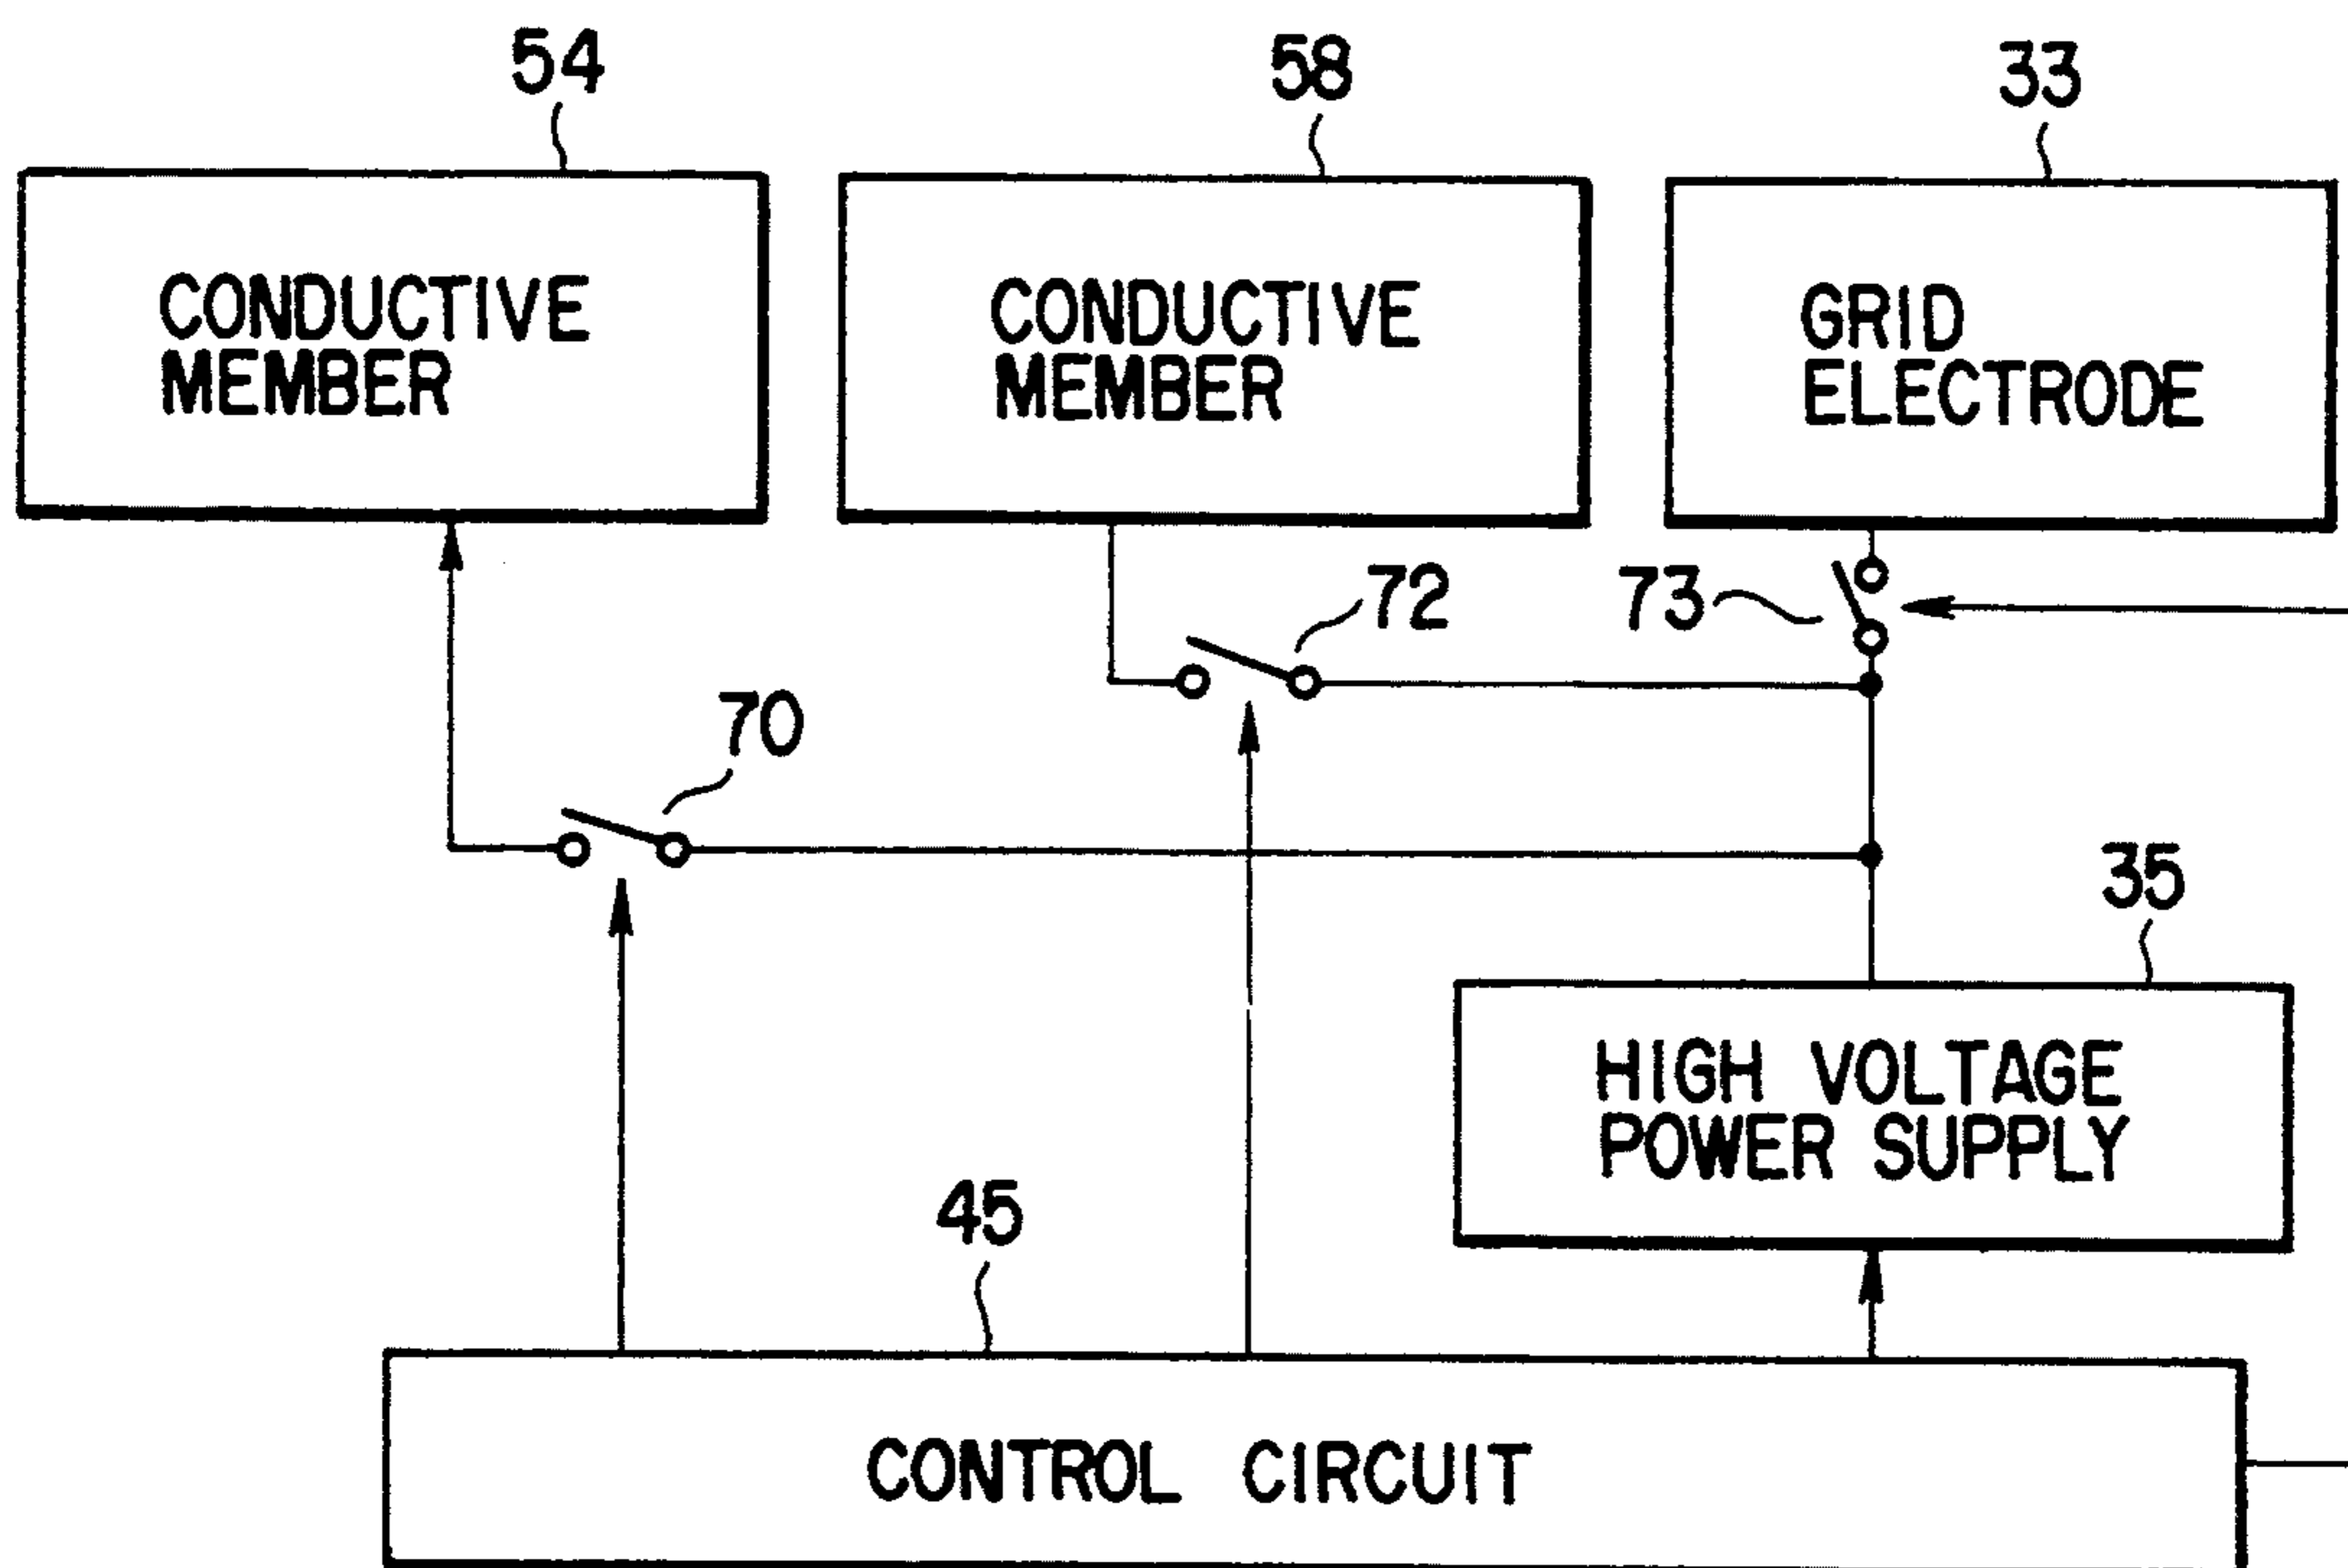 54
58
33
CONDUCTIVE
MEMBER
CONDUCTIVE
MEMBER
GRID
ELECTRODE
72
73
70
35
HIGH VOLTAGE
POWER SUPPLY
45
CONTROL CIRCUIT